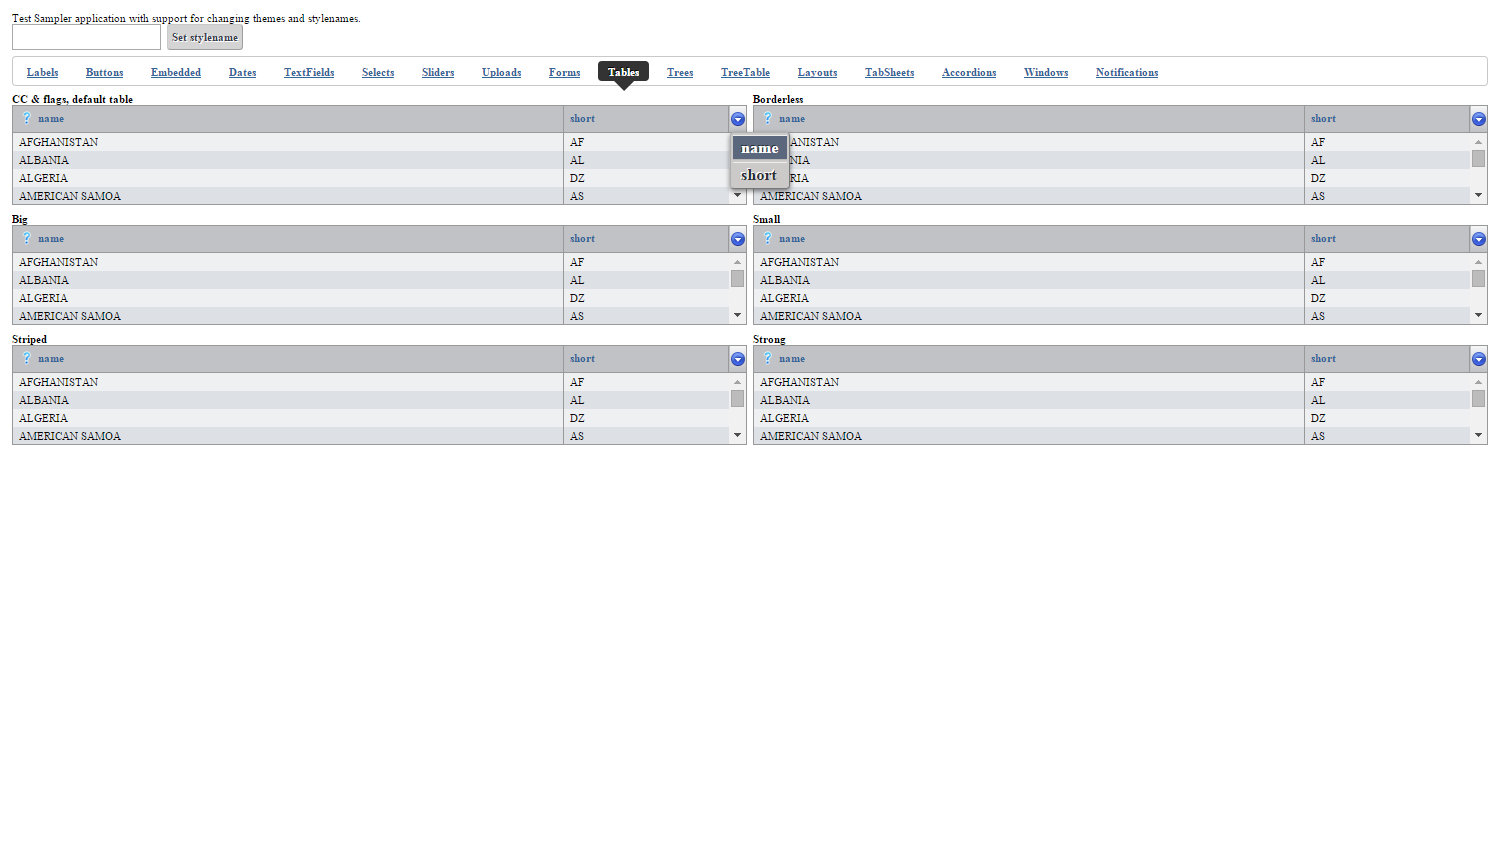 Test Sampler application with support for changing themes and stylenames.
Set stylename
Labels Buttons Embedded Dates TextFields Selects Sliders Uploads Forms Tables Trees TreeTable Layouts TabSheets Accordions Windows Notifications
CC & flags, default table Borderless
? name short ? name short
AFGHANISTAN AF ANISTAN AF
name
ALBANIA AL NIA AL
ALGERIA DZ RIA DZ
short
AMERICAN SAMOA AS AMERICAN SAMOA AS
Big Small
? name short ? name short
AFGHANISTAN AF AFGHANISTAN AF
ALBANIA AL ALBANIA AL
ALGERIA DZ ALGERIA DZ
AMERICAN SAMOA AS AMERICAN SAMOA AS
Striped Strong
? name short ? name short
AFGHANISTAN AF AFGHANISTAN AF
ALBANIA AL ALBANIA AL
ALGERIA DZ ALGERIA DZ
AMERICAN SAMOA AS AMERICAN SAMOA AS